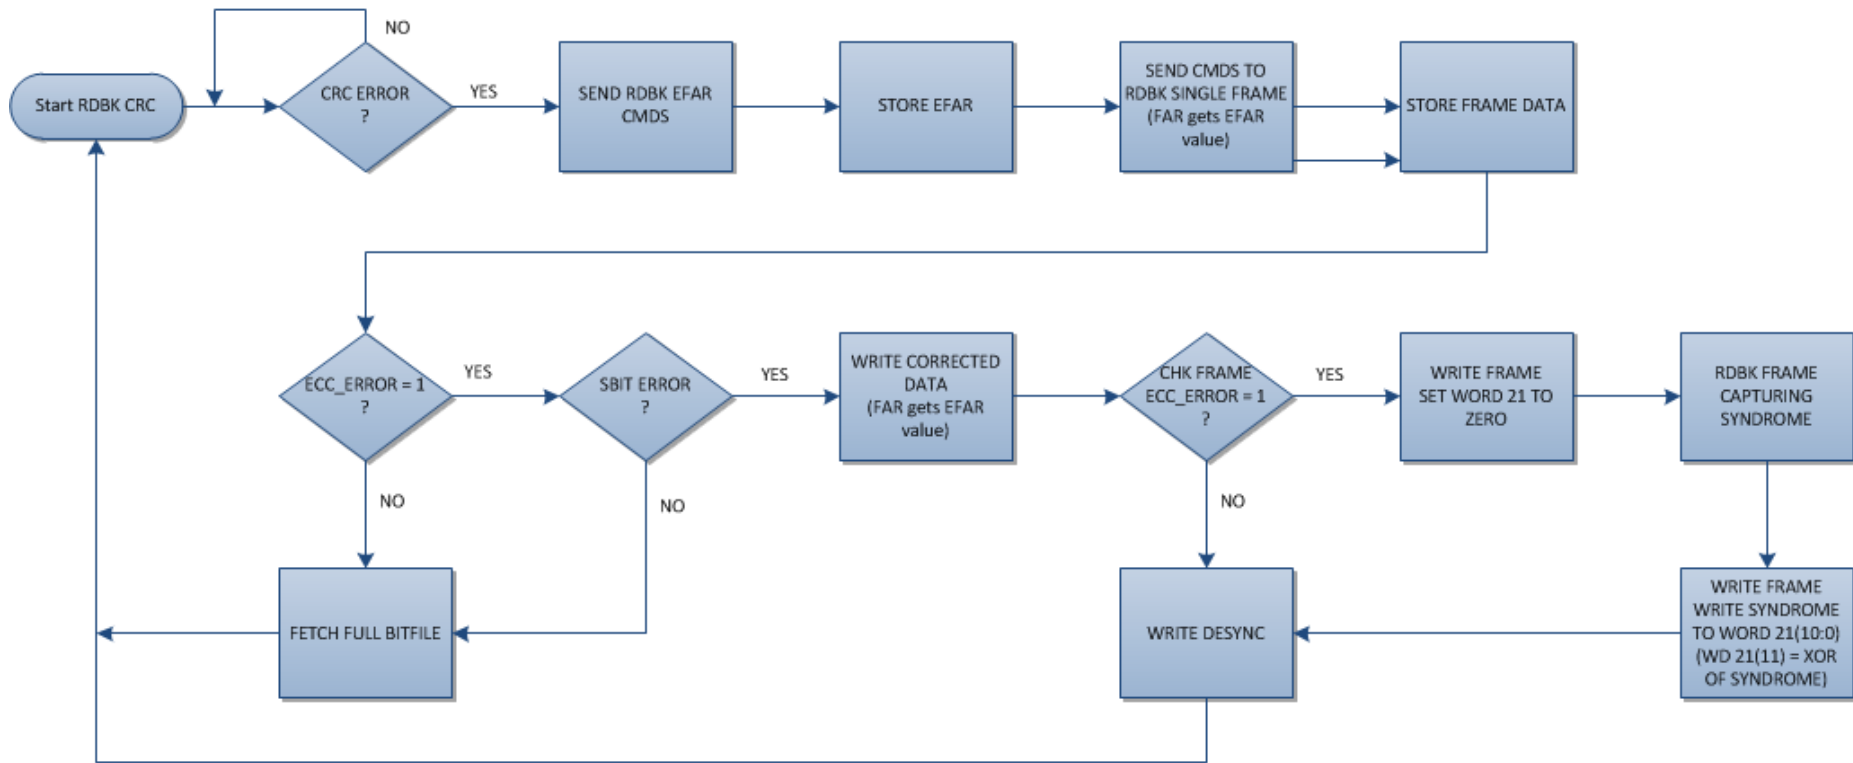 NO
Start RDBK CRC
CRC ERROR
?
YES
SEND RDBK EFAR
CMDS
STORE EFAR
SEND CMDS TO
RDBK SINGLE FRAME
(FAR gets EFAR
value)
STORE FRAME DATA
ECC_ERROR = 1
?
YES
SBIT ERROR
?
YES
WRITE CORRECTED
DATA
(FAR gets EFAR
value)
CHK FRAME
ECC_ERROR = 1
?
YES
WRITE FRAME
SET WORD 21 TO
ZERO
RDBK FRAME
CAPTURING
SYNDROME
NO
NO
NO
FETCH FULL BITFILE
WRITE DESYNC
WRITE FRAME
WRITE SYNDROME
TO WORD 21(10:0)
(WD 21(11) = XOR
OF SYNDROME)